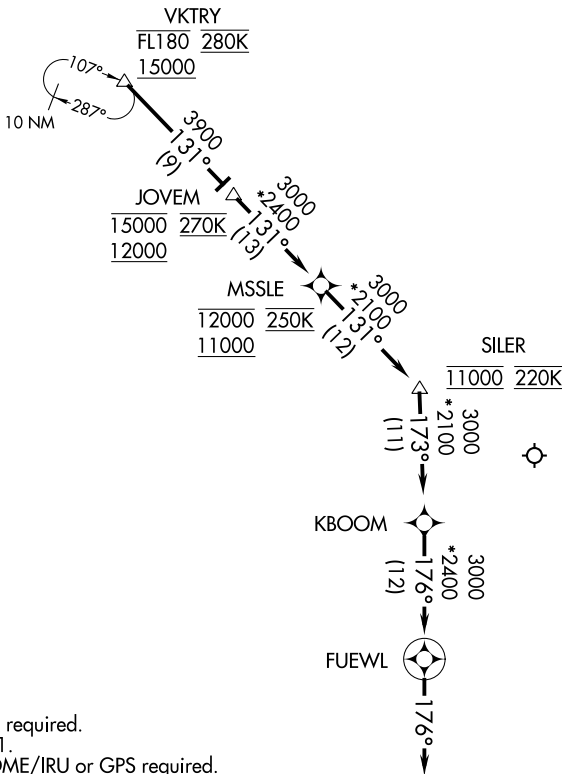 VKTRY
FL180 280K
15000
107°
287°
10 NM
3900
131°
(9)
JOVEM
15000 270K
12000
3000
*2400
131°
(13)
MSSLE
12000 250K
11000
3000
*2100
131°
(12)
SILER
11000 220K
3000
*2100
173°
(11)
KBOOM
3000
*2400
176°
(12)
FUEWL
176°
required.
1.
OME/IRU or GPS required.